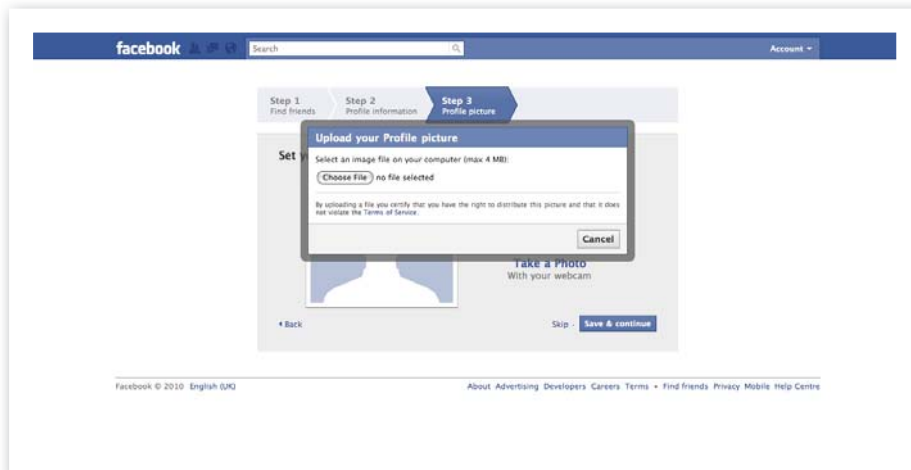 facebook Search Account
Step 1 Step 2 Step 3
Find friends Profile information Profile picture
Upload your Profile picture
Set
Select an image file on your computer (max 4 MB):
Choose File no file selected
By uploading a file you certify that you have the right to distribute this picture and that it does
not violate the Terms of Service.
Cancel
Take a Photo
With your webcam
Back Skip - Save & continue
Facebook © 2010 English (UK) About Advertising Developers Careers Terms • Find friends Privacy Mobile Help Centre